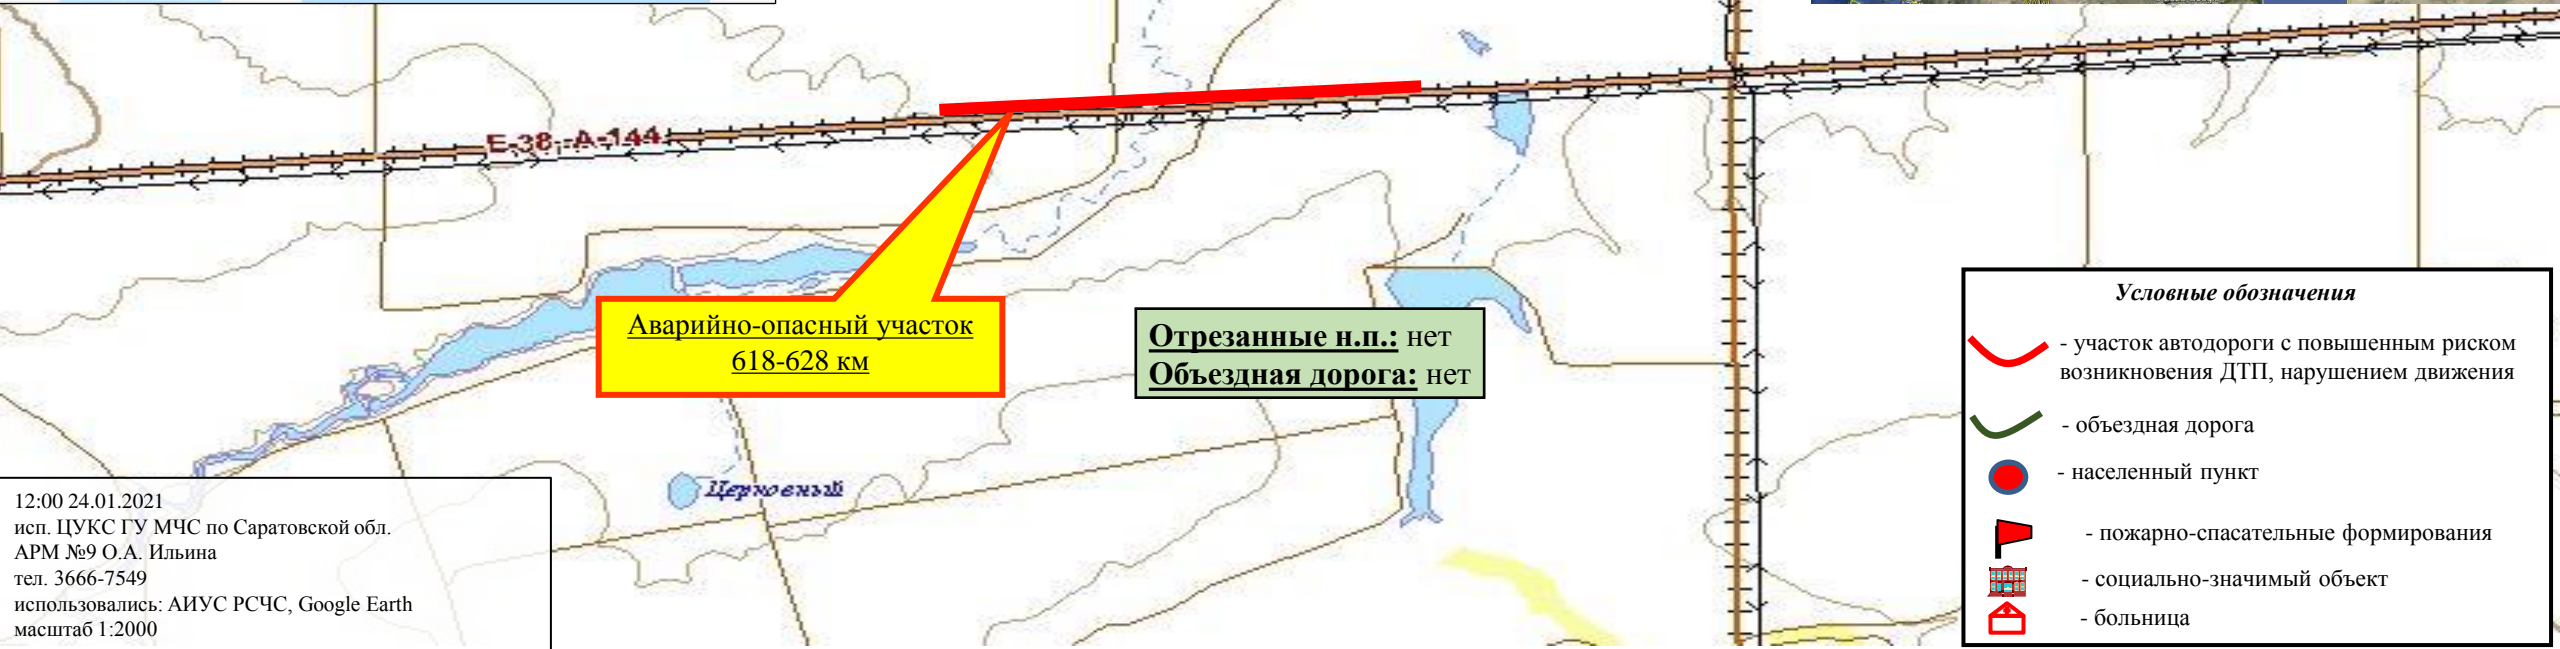 E-38--A-144
Аварийно-опасный участок
618-628 км
Отрезанные н.п.: нет
Объездная дорога: нет
Церковный
12:00 24.01.2021
исп. ЦУКС ГУ МЧС по Саратовской обл.
АРМ №9 О.А. Ильина
тел. 3666-7549
использовались: АИУС РСЧС, Google Earth
масштаб 1:2000
Условные обозначения
- участок автодороги с повышенным риском
возникновения ДТП, нарушением движения
- объездная дорога
- населенный пункт
- пожарно-спасательные формирования
- социально-значимый объект
- больница